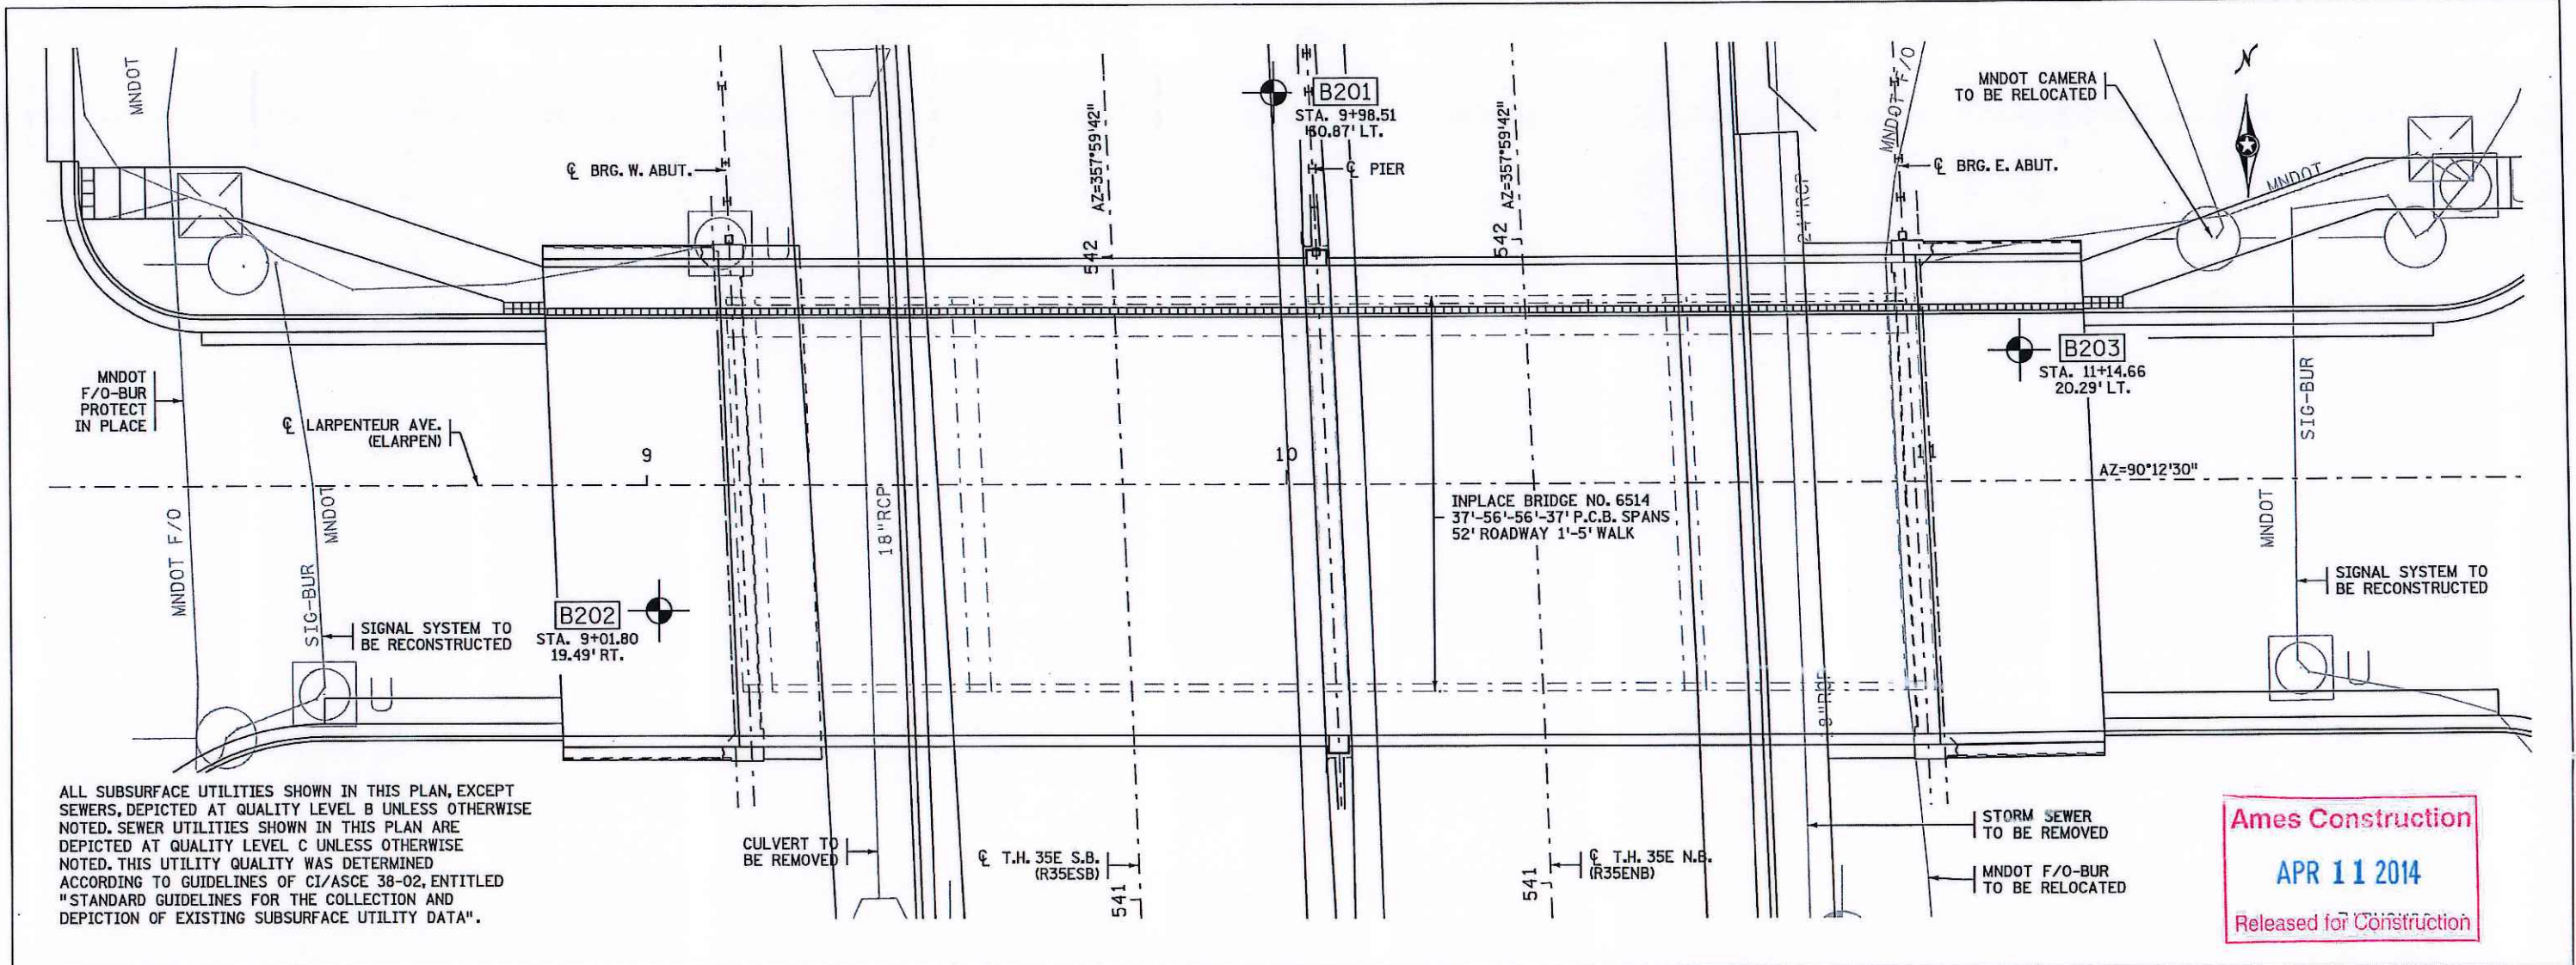 MNDOT
B201
STA. 9+98.51
60.87' LT.
℄ BRG. W. ABUT.
℄ PIER
AZ=357°59'42"
542
AZ=357°59'42"
542
MNDOT F/O
℄ BRG. E. ABUT.
24"RCP
MNDOT CAMERA
TO BE RELOCATED
N
MNDOT
MNDOT
F/O-BUR
PROTECT
IN PLACE
℄ LARPENTEUR AVE.
(ELARPEN)
9
10
11
B203
STA. 11+14.66
20.29' LT.
SIG-BUR
AZ=90°12'30"
MNDOT F/O
SIG-BUR
MNDOT
18"RCP
INPLACE BRIDGE NO. 6514
37'-56'-56'-37' P.C.B. SPANS
52' ROADWAY 1'-5' WALK
MNDOT
SIGNAL SYSTEM TO
BE RECONSTRUCTED
B202
STA. 9+01.80
19.49' RT.
SIGNAL SYSTEM TO
BE RECONSTRUCTED
ALL SUBSURFACE UTILITIES SHOWN IN THIS PLAN, EXCEPT
SEWERS, DEPICTED AT QUALITY LEVEL B UNLESS OTHERWISE
NOTED. SEWER UTILITIES SHOWN IN THIS PLAN ARE
DEPICTED AT QUALITY LEVEL C UNLESS OTHERWISE
NOTED. THIS UTILITY QUALITY WAS DETERMINED
ACCORDING TO GUIDELINES OF CI/ASCE 38-02, ENTITLED
"STANDARD GUIDELINES FOR THE COLLECTION AND
DEPICTION OF EXISTING SUBSURFACE UTILITY DATA".
CULVERT TO
BE REMOVED
℄ T.H. 35E S.B.
(R35ESB)
541
541
℄ T.H. 35E N.B.
(R35ENB)
STORM SEWER
TO BE REMOVED
MNDOT F/O-BUR
TO BE RELOCATED
Ames Construction
APR 11 2014
Released for Construction